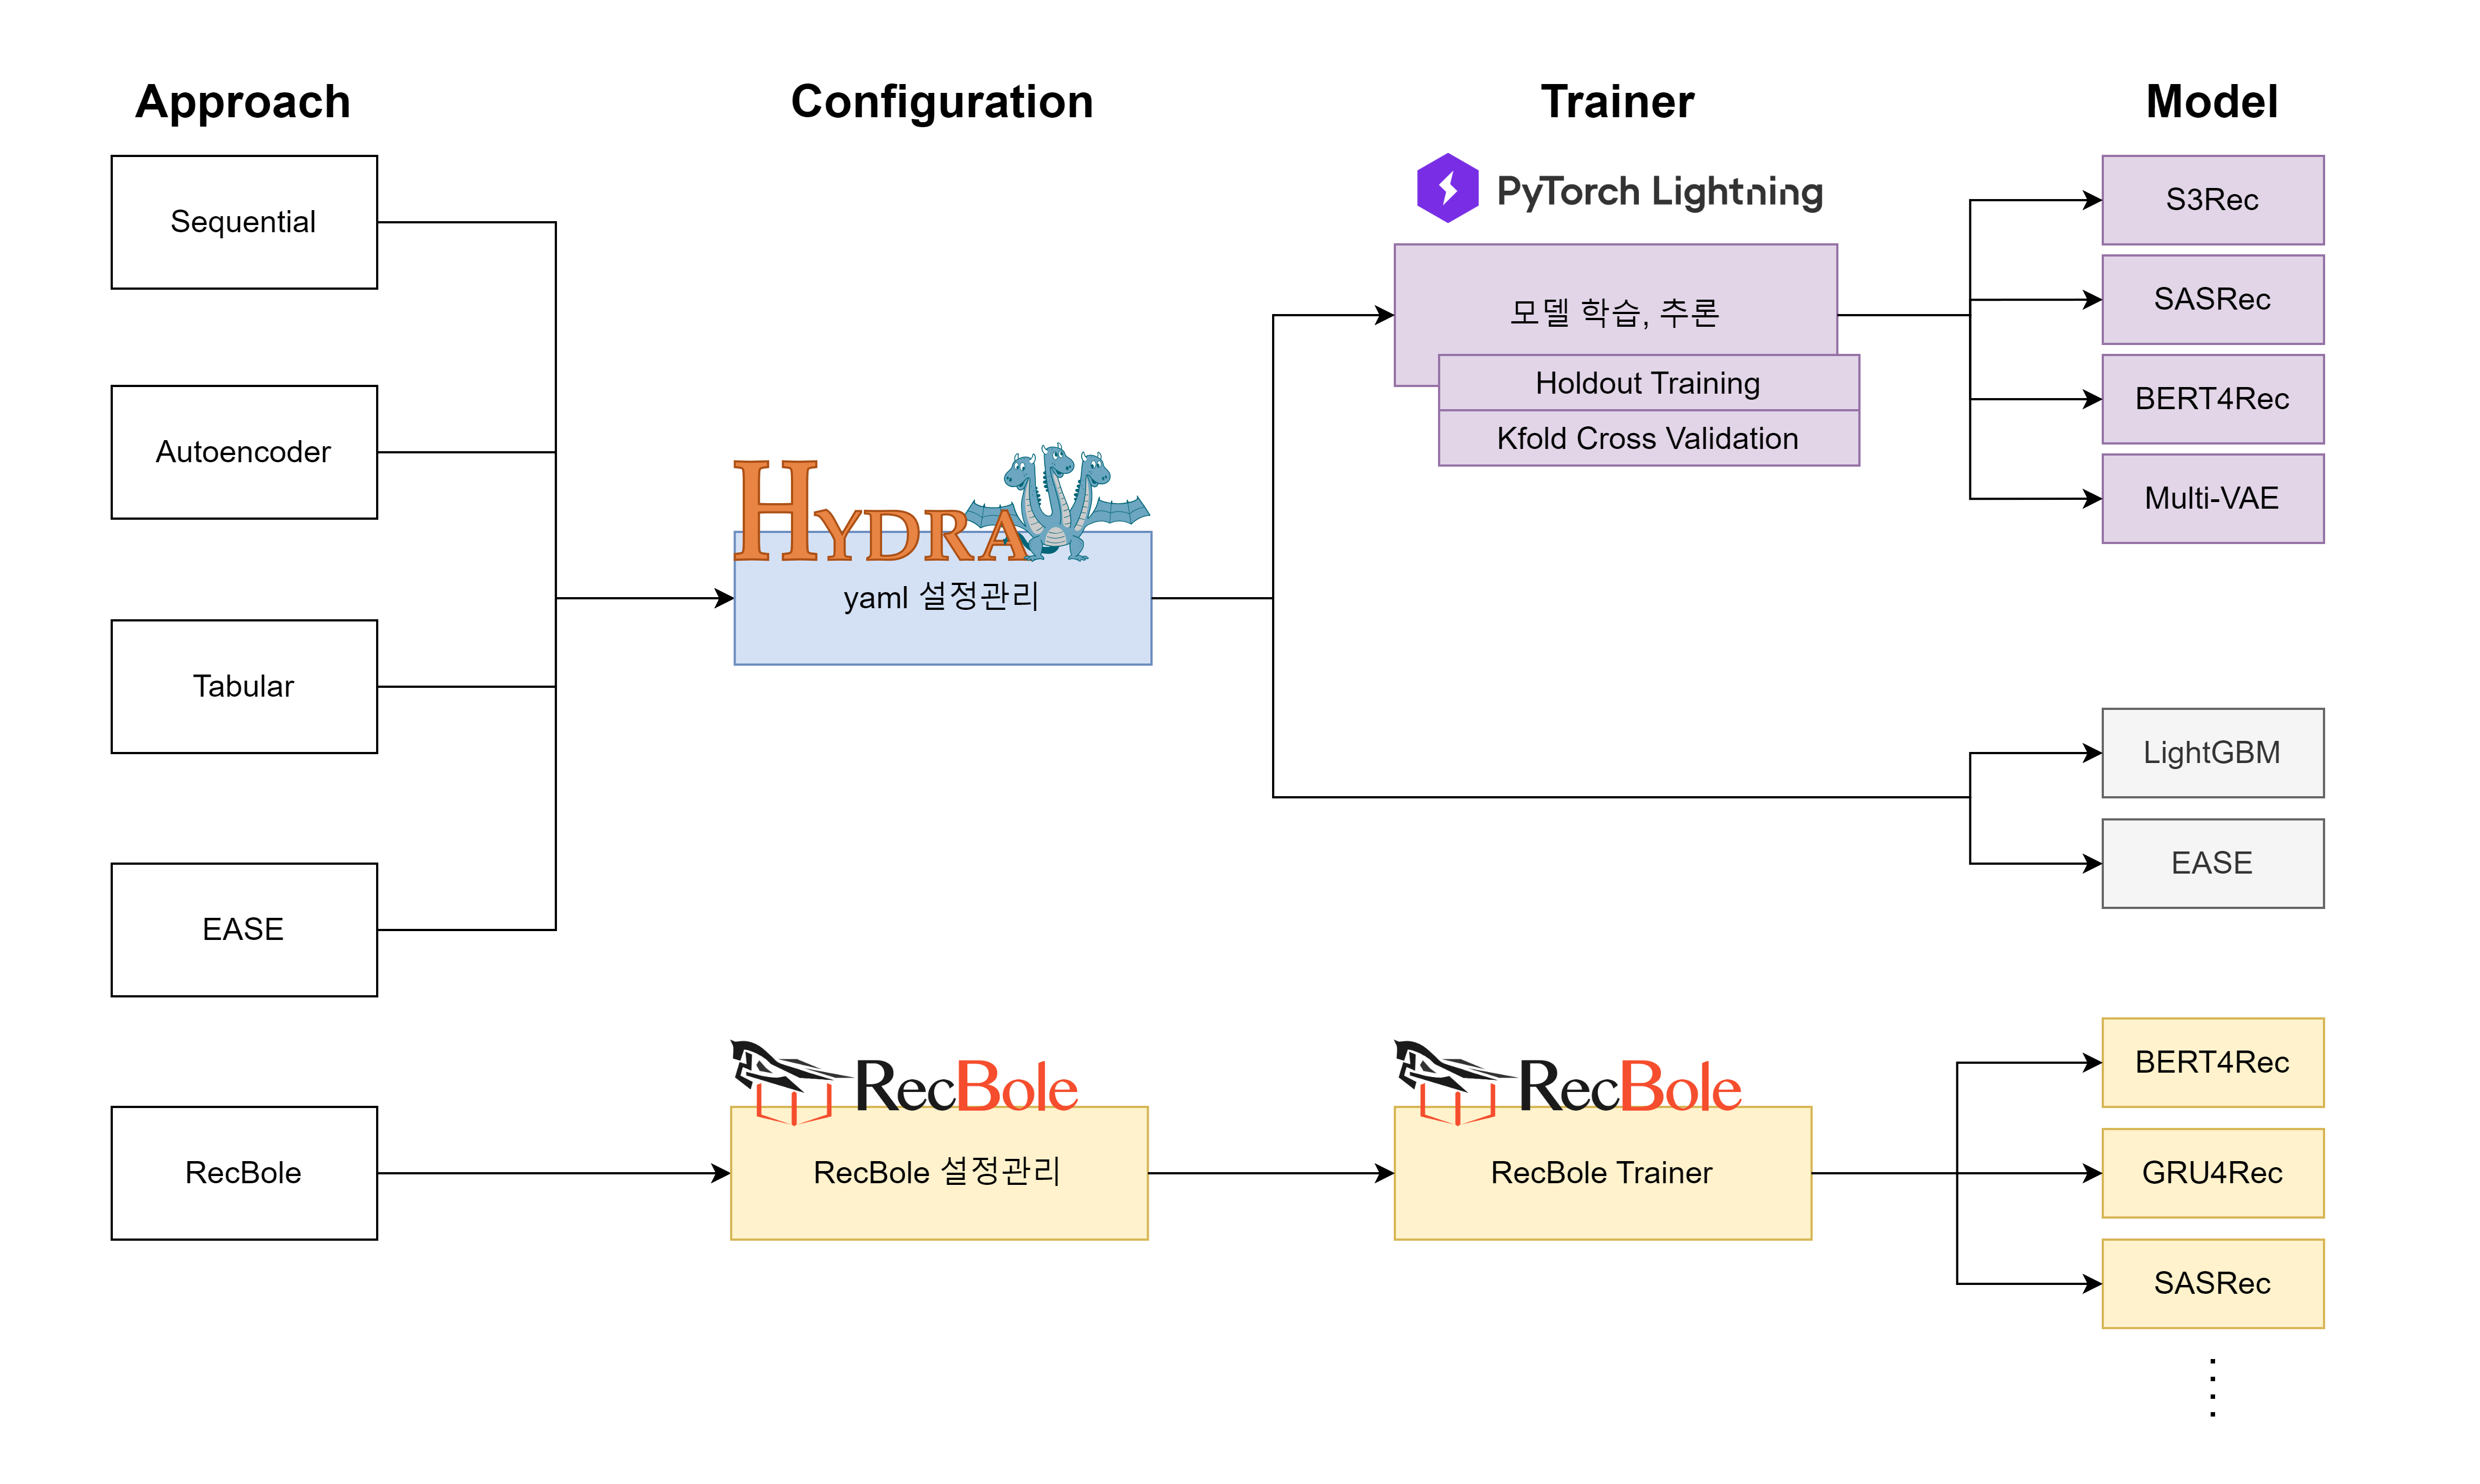 Approach
Configuration
Trainer
Model
Sequential
Autoencoder
Tabular
EASE
RecBole
HYDRA
yaml 설정관리
RecBole
RecBole 설정관리
PyTorch Lightning
모델 학습, 추론
Holdout Training
Kfold Cross Validation
RecBole
RecBole Trainer
S3Rec
SASRec
BERT4Rec
Multi-VAE
LightGBM
EASE
BERT4Rec
GRU4Rec
SASRec